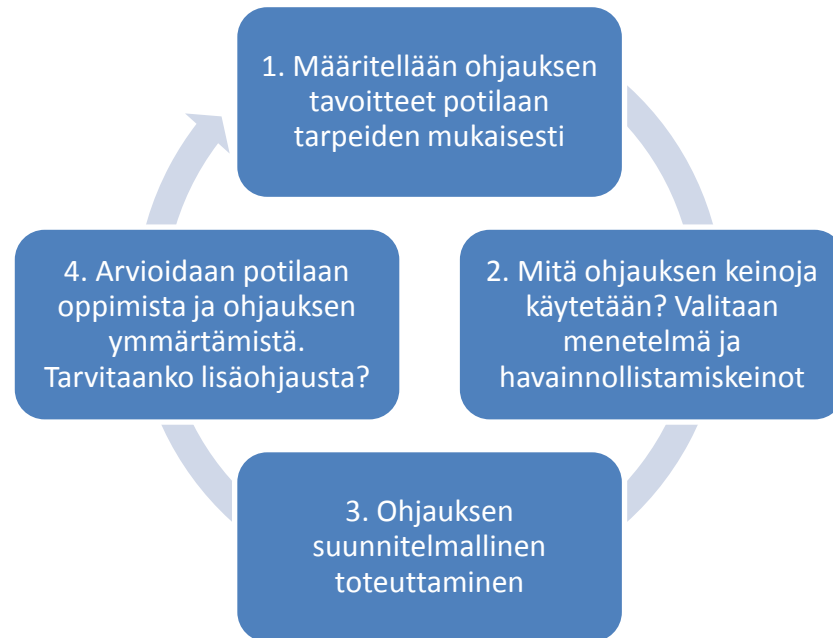 1. Määritellään ohjauksen
tavoitteet potilaan
tarpeiden mukaisesti
2. Mitä ohjauksen keinoja
käytetään? Valitaan
menetelmä ja
havainnollistamiskeinot
3. Ohjauksen
suunnitelmallinen
toteuttaminen
4. Arvioidaan potilaan
oppimista ja ohjauksen
ymmärtämistä.
Tarvitaanko lisäohjausta?